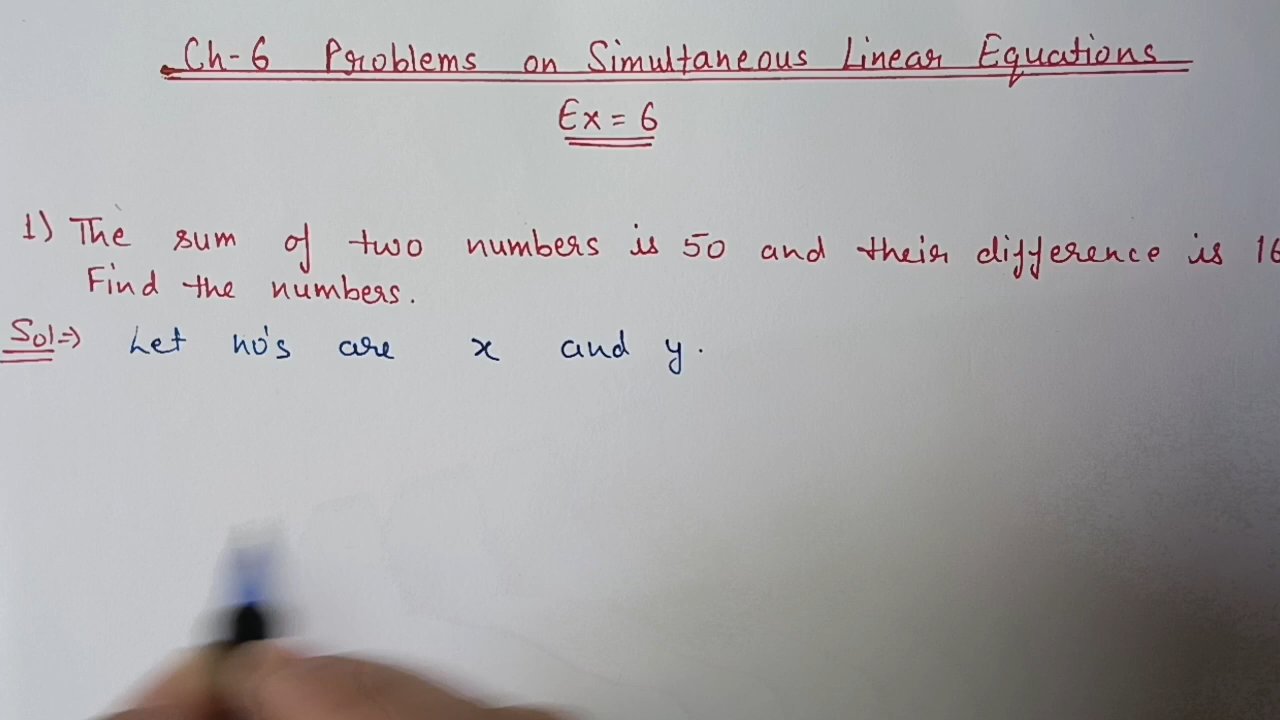 Ch-6 Problems on Simultaneous Linear Equations
Ex = 6
1) The sum of two numbers is 50 and their difference is 16
Find the numbers.
Sol=> Let no's are x and y.